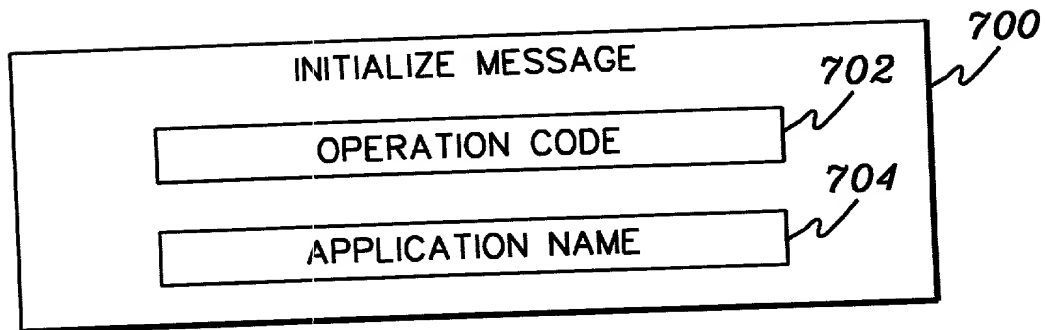 700
INITIALIZE MESSAGE
702
OPERATION CODE
704
APPLICATION NAME